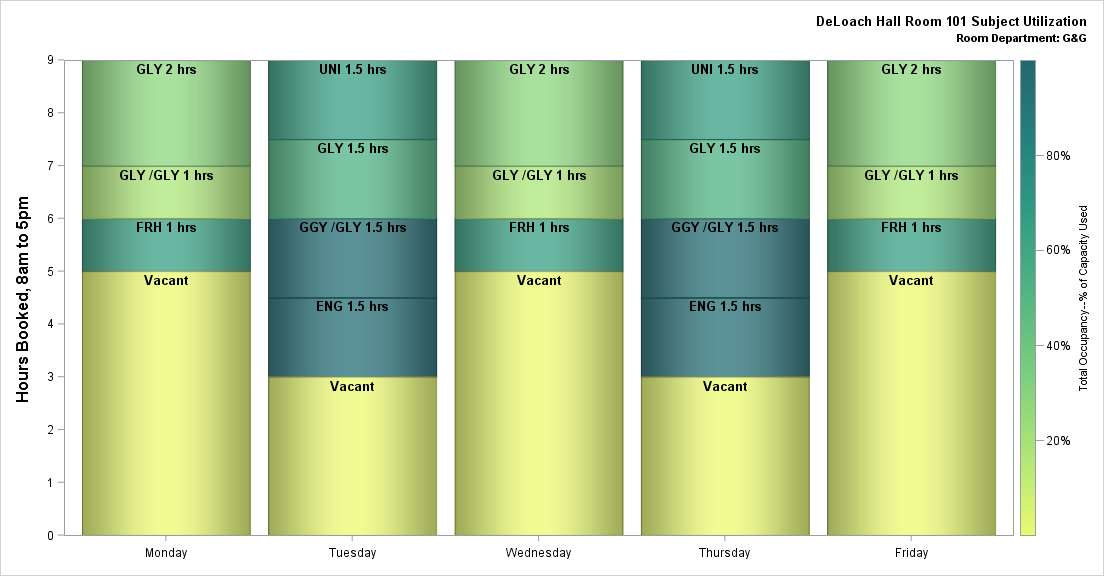 DeLoach Hall Room 101 Subject Utilization
Room Department: G&G
Hours Booked, 8am to 5pm
9
8
7
6
5
4
3
2
1
0
GLY 2 hrs
GLY /GLY 1 hrs
FRH 1 hrs
Vacant
UNI 1.5 hrs
GLY 1.5 hrs
GGY /GLY 1.5 hrs
ENG 1.5 hrs
Vacant
GLY 2 hrs
GLY /GLY 1 hrs
FRH 1 hrs
Vacant
UNI 1.5 hrs
GLY 1.5 hrs
GGY /GLY 1.5 hrs
ENG 1.5 hrs
Vacant
GLY 2 hrs
GLY /GLY 1 hrs
FRH 1 hrs
Vacant
Monday
Tuesday
Wednesday
Thursday
Friday
80%
60%
40%
20%
Total Occupancy--% of Capacity Used